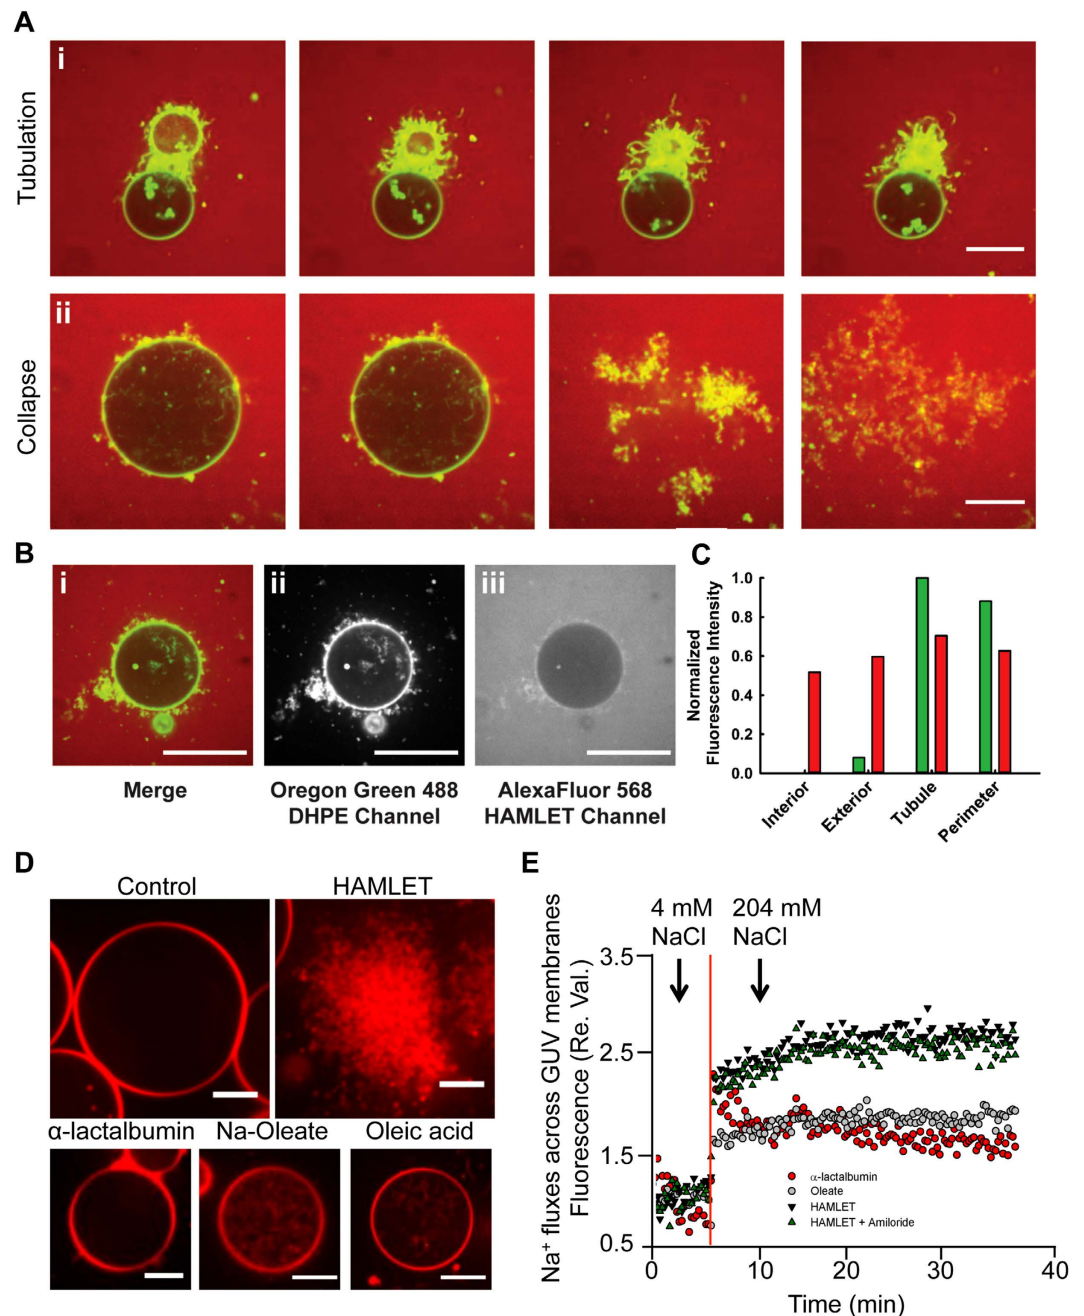 A
i
Tubulation
ii
Collapse
B
i
ii
iii
Merge
Oregon Green 488
DHPE Channel
AlexaFluor 568
HAMLET Channel
C
Normalized
Fluorescence Intensity
1.0
0.8
0.6
0.4
0.2
0.0
Interior
Exterior
Tubule
Perimeter
D
Control
HAMLET
α-lactalbumin
Na-Oleate
Oleic acid
E
4 mM
NaCl
204 mM
NaCl
Na⁺ fluxes across GUV membranes
Fluorescence (Re. Val.)
3.5
2.5
1.5
0.5
α-lactalbumin
Oleate
HAMLET
HAMLET + Amiloride
0
10
20
30
40
Time (min)